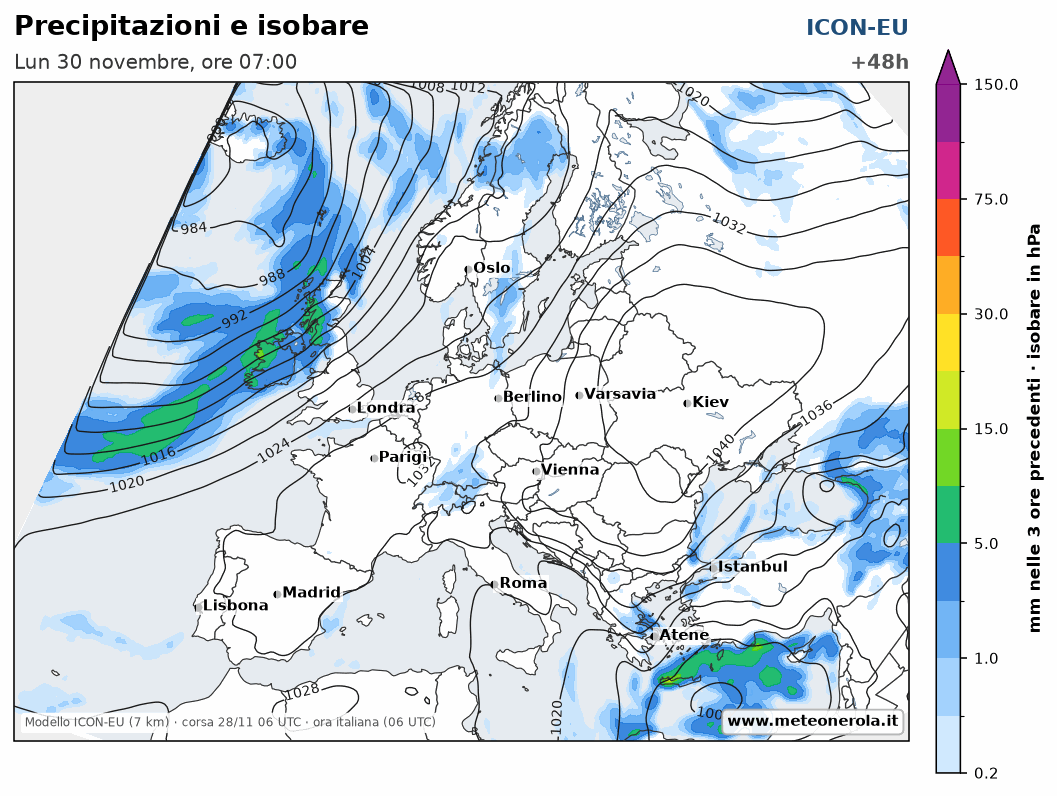 Precipitazioni e isobare
ICON-EU
Lun 30 novembre, ore 07:00
+48h
1008
1012
1020
984
1032
988
1004
992
Oslo
Berlino
Varsavia
Kiev
Londra
1036
1024
1040
1016
Parigi
Vienna
1020
Istanbul
Roma
Madrid
Lisbona
Atene
1028
1020
Modello ICON-EU (7 km) · corsa 28/11 06 UTC · ora italiana (06 UTC)
www.meteonerola.it
150.0
75.0
30.0
15.0
5.0
1.0
0.2
mm nelle 3 ore precedenti · isobare in hPa